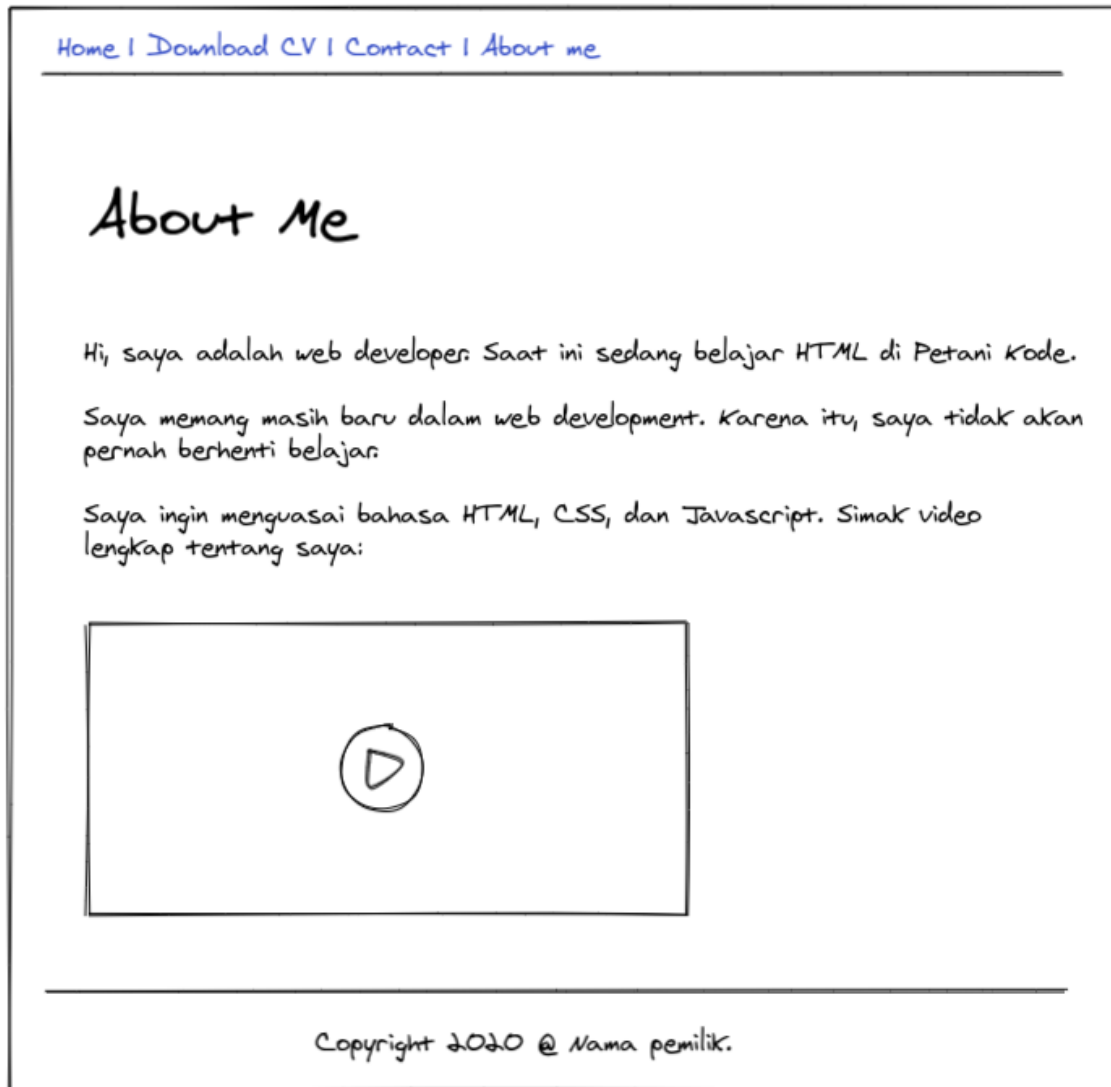 Home | Download CV | Contact | About me
About Me
Hi, saya adalah web developer. Saat ini sedang belajar HTML di Petani Kode.
Saya memang masih baru dalam web development. Karena itu, saya tidak akan
pernah berhenti belajar.
Saya ingin menguasai bahasa HTML, CSS, dan Javascript. Simak video
lengkap tentang saya:
Copyright 2020 @ Nama pemilik.